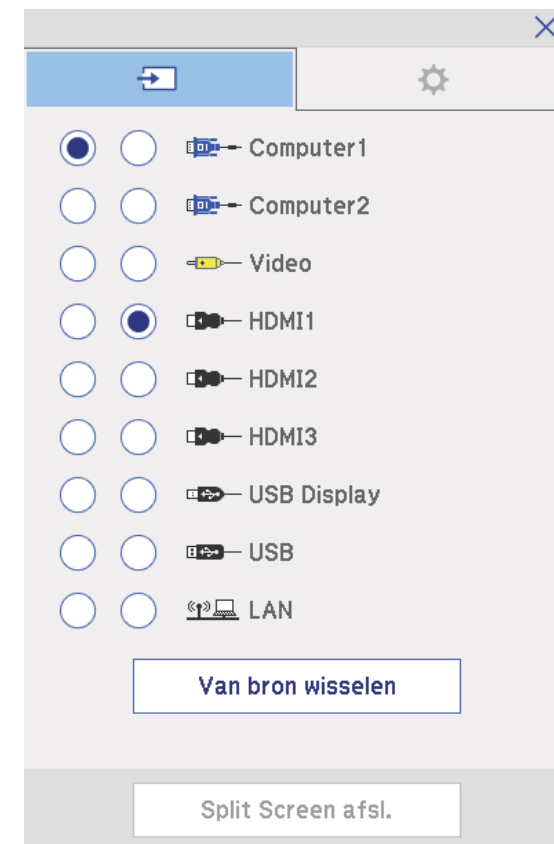 Computer1
Computer2
Video
HDMI1
HDMI2
HDMI3
USB Display
USB
LAN
Van bron wisselen
Split Screen afsl.